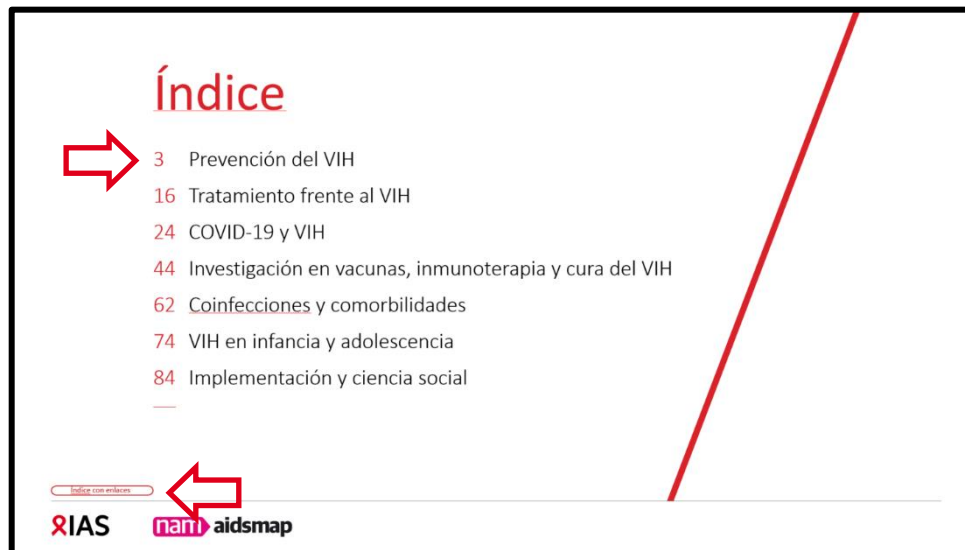 Índice
3 Prevención del VIH
16 Tratamiento frente al VIH
24 COVID-19 y VIH
44 Investigación en vacunas, inmunoterapia y cura del VIH
62 Coinfecciones y comorbilidades
74 VIH en infancia y adolescencia
84 Implementación y ciencia social
Índice con enlaces
IAS nam aidsmap